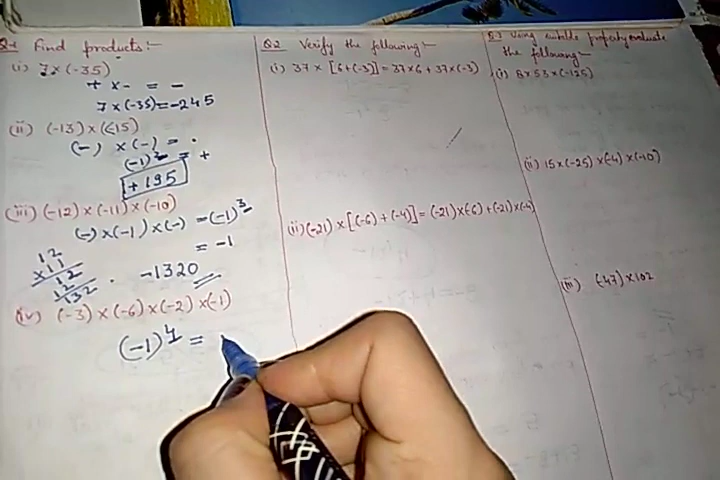 Q-1 Find products:-
(i) 7×(-35)
+ × - = -
7×(-35)=-245
(ii) (-13)×(-15)
(-) × (-) = .
(-1)² = +
+195
(iii) (-12)×(-11)×(-10)
(-)×(-1)×(-) =(-1)³
= -1
12
×11
12
12
132
-1320
(iv) (-3)×(-6)×(-2)×(-1)
(-1)⁴ =
Q2 Verify the following:-
(i) 37 × [6+(-3)] = 37×6 + 37×(-3)
(ii) (-21) × [(-6) + (-4)] = (-21)×(-6) + (-21)×(-4)
Q-3 Using suitable property evaluate
the following:-
(i) 8×53×(-125)
(ii) 15×(-25)×(-4)×(-10)
(iii) (-47)×102